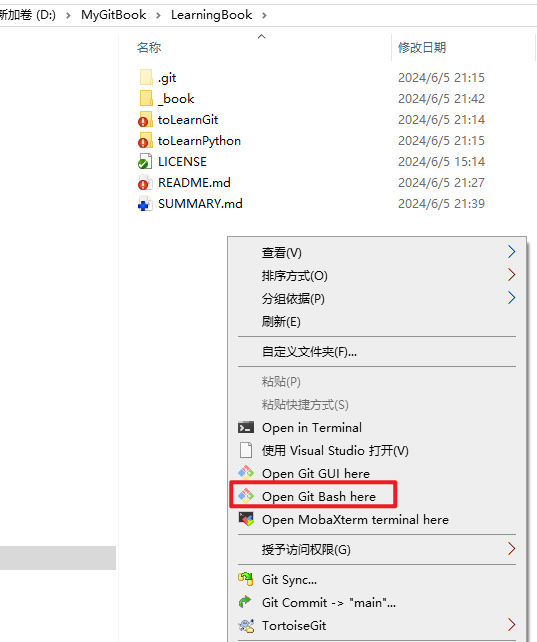 新加卷 (D:) > MyGitBook > LearningBook >
名称 修改日期
.git 2024/6/5 21:15
_book 2024/6/5 21:42
toLearnGit 2024/6/5 21:14
toLearnPython 2024/6/5 21:15
LICENSE 2024/6/5 15:14
README.md 2024/6/5 21:27
SUMMARY.md 2024/6/5 21:39
查看(V)
排序方式(O)
分组依据(P)
刷新(E)
自定义文件夹(F)...
粘贴(P)
粘贴快捷方式(S)
Open in Terminal
使用 Visual Studio 打开(V)
Open Git GUI here
Open Git Bash here
Open MobaXterm terminal here
授予访问权限(G)
Git Sync...
Git Commit -> "main"...
TortoiseGit